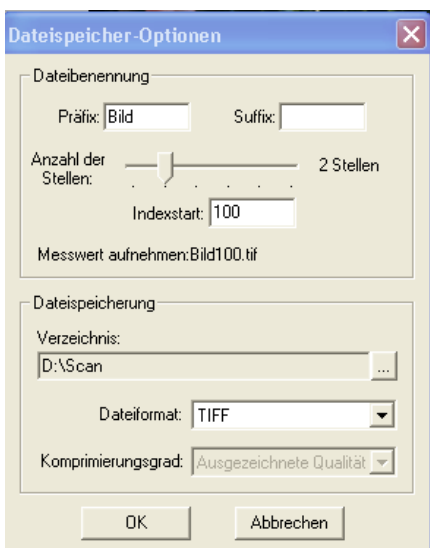 Dateispeicher-Optionen
Dateibenennung
Präfix: Bild Suffix:
Anzahl der Stellen: 2 Stellen
Indexstart: 100
Messwert aufnehmen:Bild100.tif
Dateispeicherung
Verzeichnis:
D:\Scan ...
Dateiformat: TIFF
Komprimierungsgrad: Ausgezeichnete Qualität
OK Abbrechen